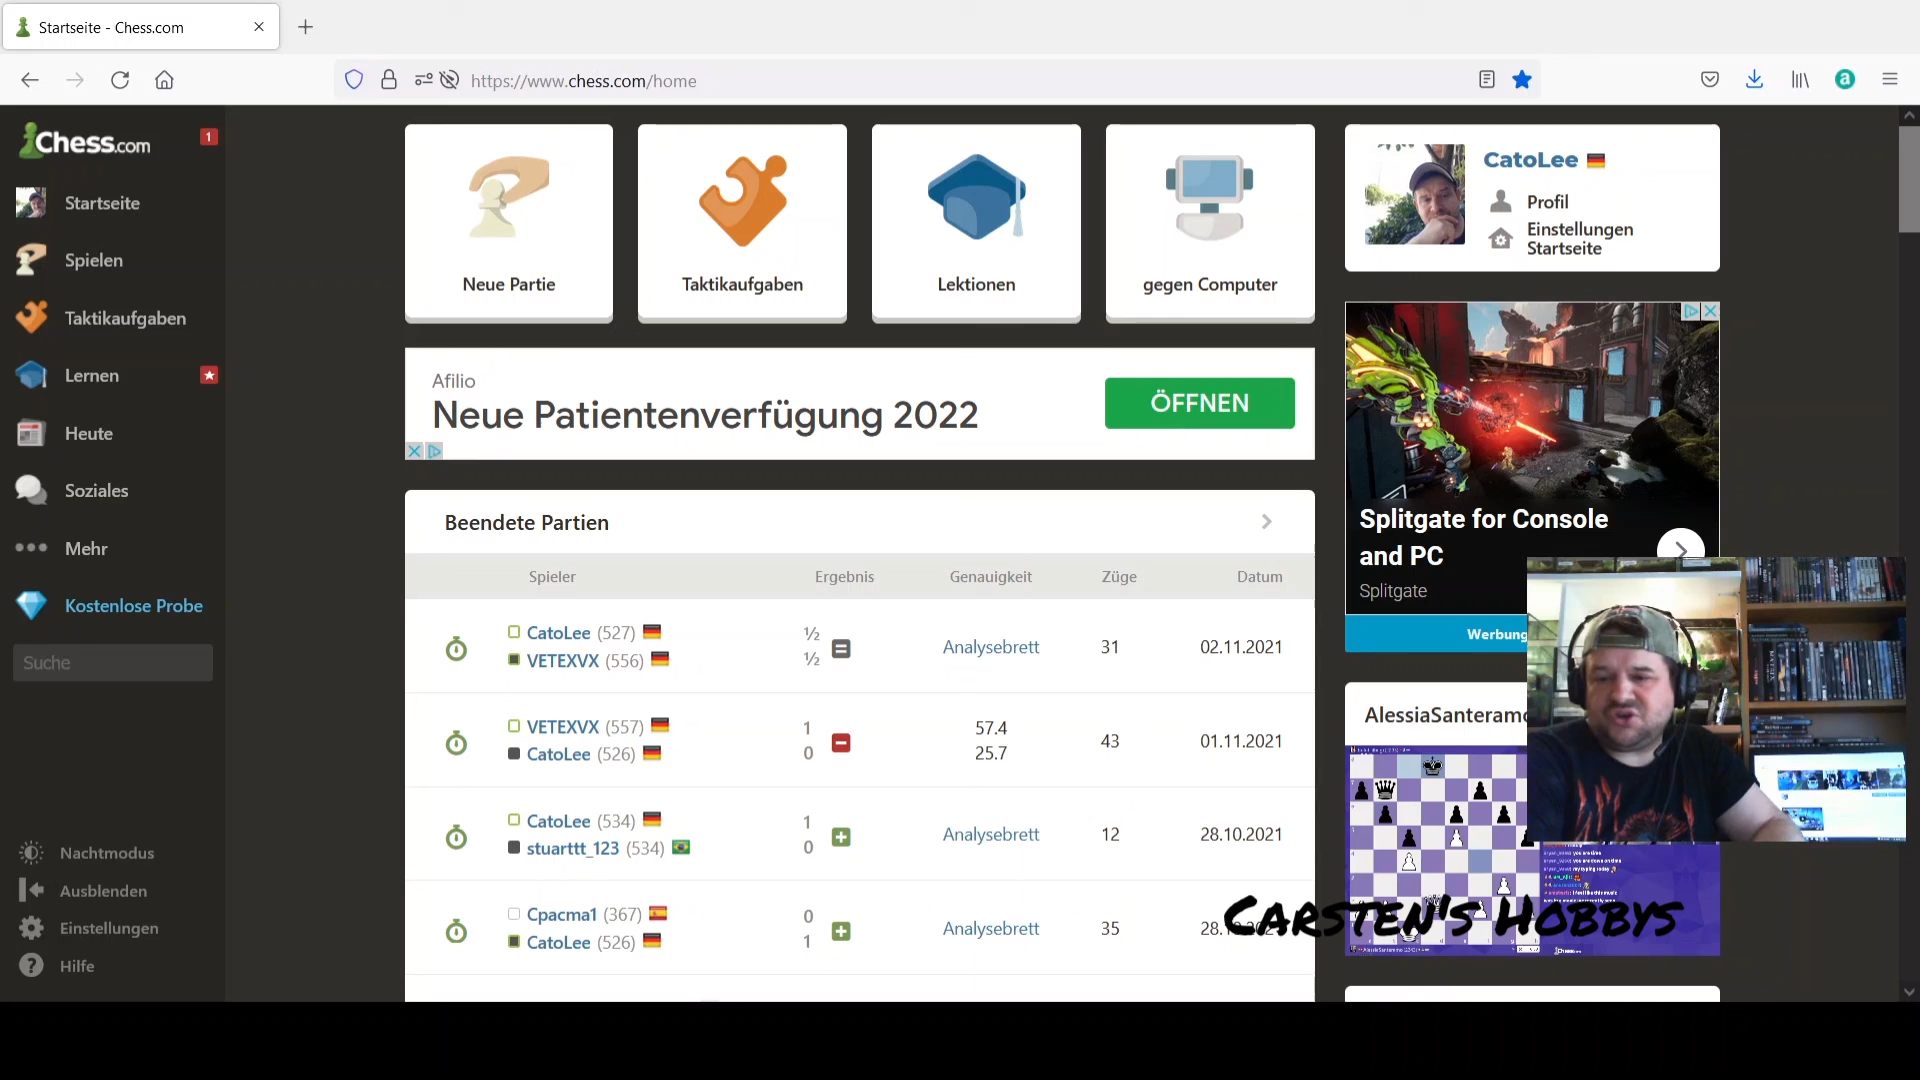 Startseite - Chess.com
https://www.chess.com/home
Chess.com
1
Startseite
Spielen
Taktikaufgaben
Lernen
Heute
Soziales
Mehr
Kostenlose Probe
Suche
Nachtmodus
Ausblenden
Einstellungen
Hilfe
Neue Partie
Taktikaufgaben
Lektionen
gegen Computer
Afilio
Neue Patientenverfügung 2022
ÖFFNEN
Beendete Partien
Spieler Ergebnis Genauigkeit Züge Datum
CatoLee (527) ½
VETEXVX (556) ½
Analysebrett 31 02.11.2021
VETEXVX (557) 1 57.4
CatoLee (526) 0 25.7
43 01.11.2021
CatoLee (534) 1
stuarttt_123 (534) 0
Analysebrett 12 28.10.2021
Cpacma1 (367) 0
CatoLee (526) 1
Analysebrett 35
CatoLee
Profil
Einstellungen
Startseite
Splitgate for Console
and PC
Splitgate
Werbung
AlessiaSanteramo
Carsten's Hobbys